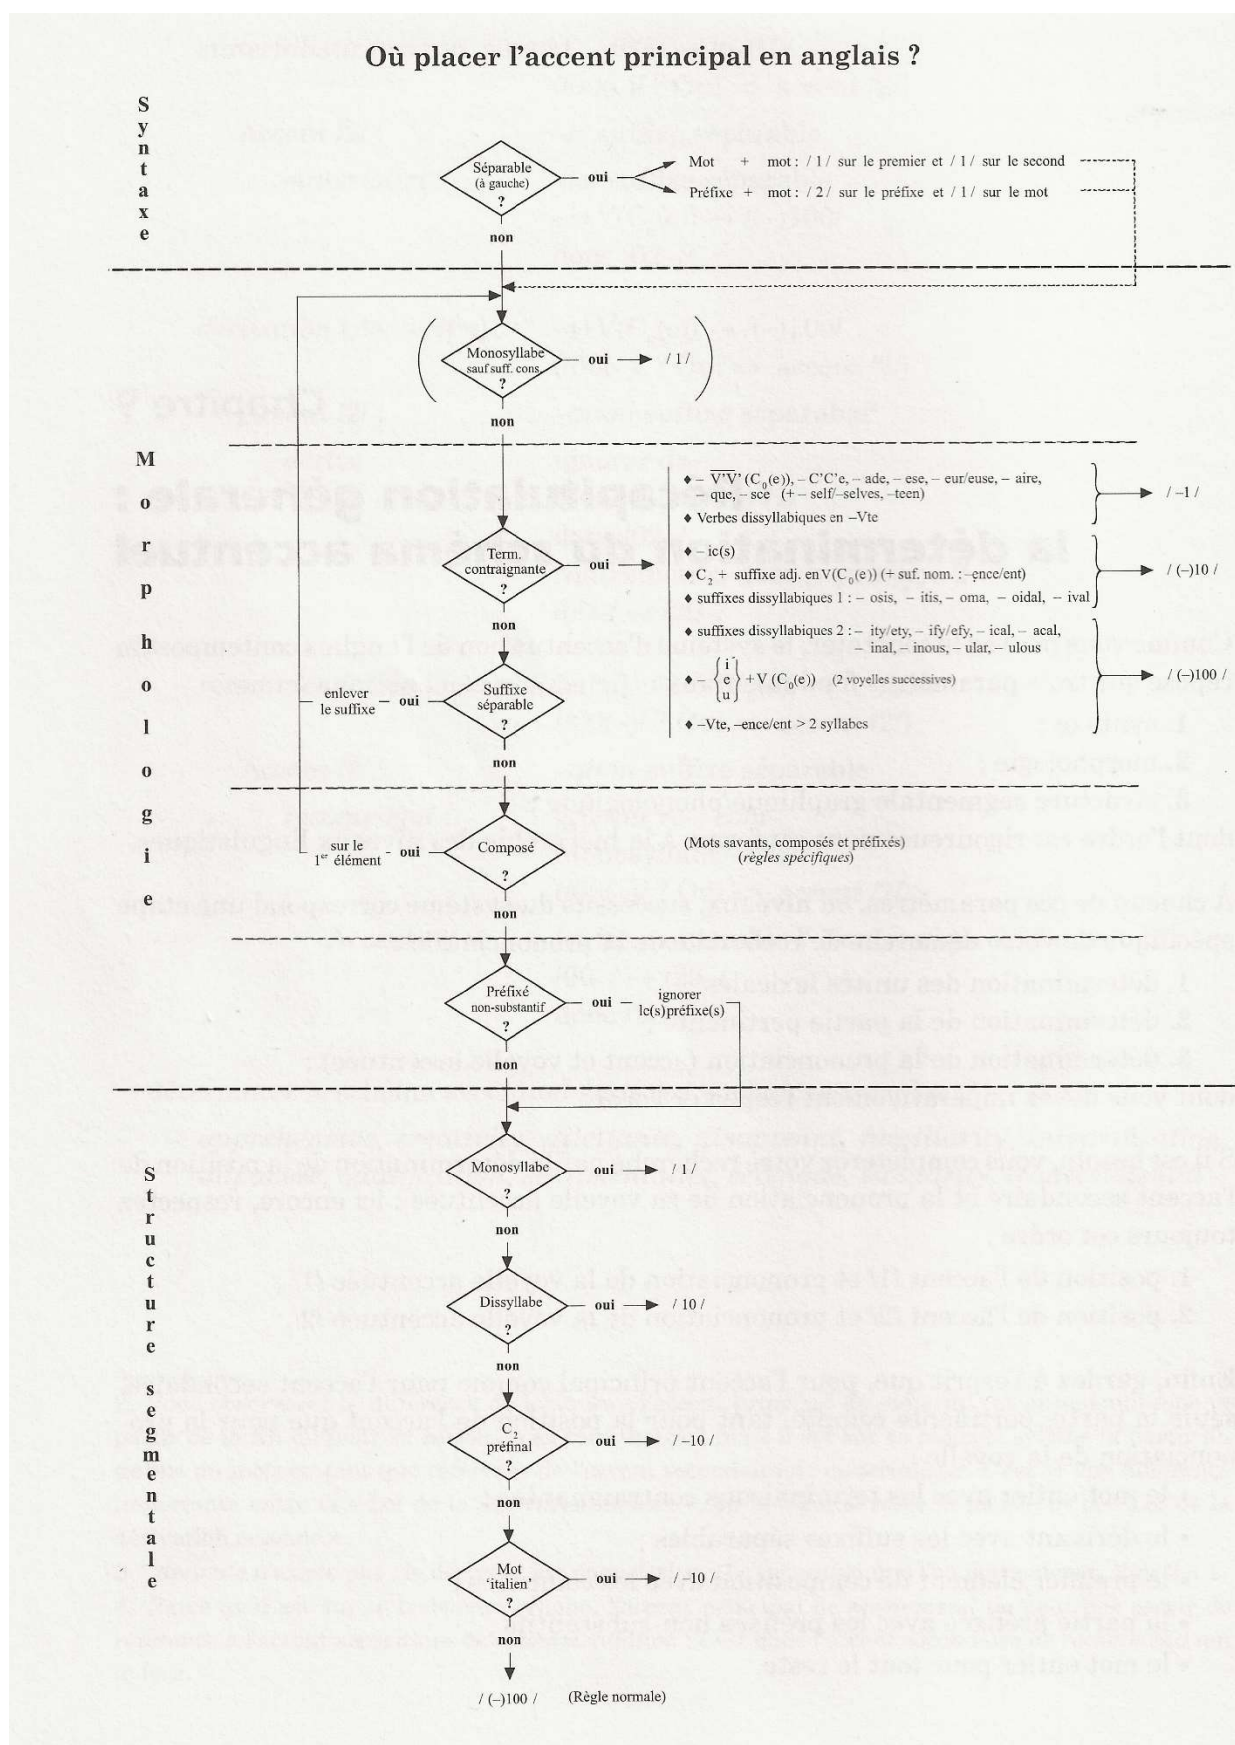 Où placer l'accent principal en anglais ?
Syntaxe
Séparable
(à gauche)
?
oui
Mot + mot : / 1 / sur le premier et / 1 / sur le second
Préfixe + mot : / 2 / sur le préfixe et / 1 / sur le mot
non
Monosyllabe
sauf suff. cons.
?
oui
/ 1 /
non
Morphologie
♦ – V'V' (C0(e)), – C'C'e, – ade, – ese, – eur/euse, – aire,
que, – sce (+ – self/–selves, –teen)
♦ Verbes dissyllabiques en –Vte
/ –1 /
Term.
contraignante
?
oui
♦ – ic(s)
♦ C2 + suffixe adj. en V(C0(e)) (+ suf. nom. : –ence/ent)
♦ suffixes dissyllabiques 1 : – osis, – itis, – oma, – oidal, – ival
/ (–)10 /
non
♦ suffixes dissyllabiques 2 : – ity/ety, – ify/efy, – ical, – acal,
– inal, – inous, – ular, – ulous
♦ – { i e u } + V (C0(e)) (2 voyelles successives)
♦ –Vte, –ence/ent > 2 syllabes
/ (–)100 /
Suffixe
séparable
?
oui
enlever
le suffixe
non
Composé
?
oui
sur le
1er élément
(Mots savants, composés et préfixés)
(règles spécifiques)
non
Préfixé
non-substantif
?
oui
ignorer
le(s)préfixe(s)
non
Structure segmentale
Monosyllabe
?
oui
/ 1 /
non
Dissyllabe
?
oui
/ 10 /
non
C2
préfinal
?
oui
/ –10 /
non
Mot
'italien'
?
oui
/ –10 /
non
/ (–)100 / (Règle normale)